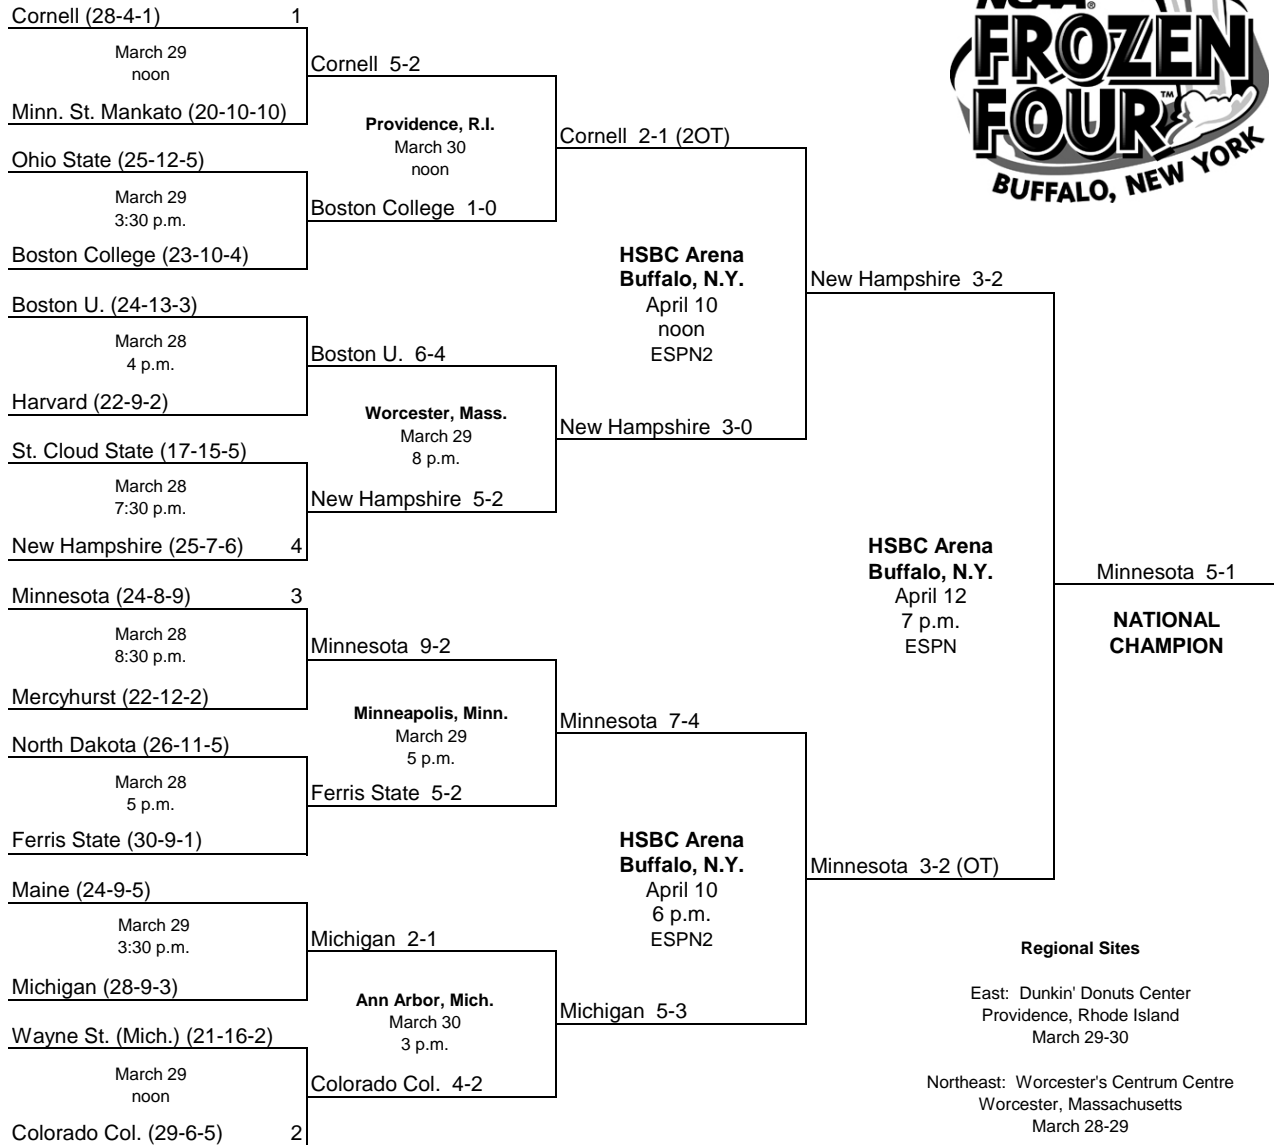 NCAA®
FROZEN
FOUR™
BUFFALO, NEW YORK
Cornell (28-4-1) 1
March 29
noon
Minn. St. Mankato (20-10-10)
Cornell 5-2
Ohio State (25-12-5)
March 29
3:30 p.m.
Boston College (23-10-4)
Boston College 1-0
Providence, R.I.
March 30
noon
Cornell 2-1 (2OT)
Boston U. (24-13-3)
March 28
4 p.m.
Harvard (22-9-2)
Boston U. 6-4
St. Cloud State (17-15-5)
March 28
7:30 p.m.
New Hampshire (25-7-6) 4
New Hampshire 5-2
Worcester, Mass.
March 29
8 p.m.
New Hampshire 3-0
HSBC Arena
Buffalo, N.Y.
April 10
noon
ESPN2
New Hampshire 3-2
Minnesota (24-8-9) 3
March 28
8:30 p.m.
Mercyhurst (22-12-2)
Minnesota 9-2
North Dakota (26-11-5)
March 28
5 p.m.
Ferris State (30-9-1)
Ferris State 5-2
Minneapolis, Minn.
March 29
5 p.m.
Minnesota 7-4
Maine (24-9-5)
March 29
3:30 p.m.
Michigan (28-9-3)
Michigan 2-1
Wayne St. (Mich.) (21-16-2)
March 29
noon
Colorado Col. (29-6-5) 2
Colorado Col. 4-2
Ann Arbor, Mich.
March 30
3 p.m.
Michigan 5-3
HSBC Arena
Buffalo, N.Y.
April 10
6 p.m.
ESPN2
Minnesota 3-2 (OT)
HSBC Arena
Buffalo, N.Y.
April 12
7 p.m.
ESPN
Minnesota 5-1
NATIONAL
CHAMPION
Regional Sites
East: Dunkin' Donuts Center
Providence, Rhode Island
March 29-30
Northeast: Worcester's Centrum Centre
Worcester, Massachusetts
March 28-29